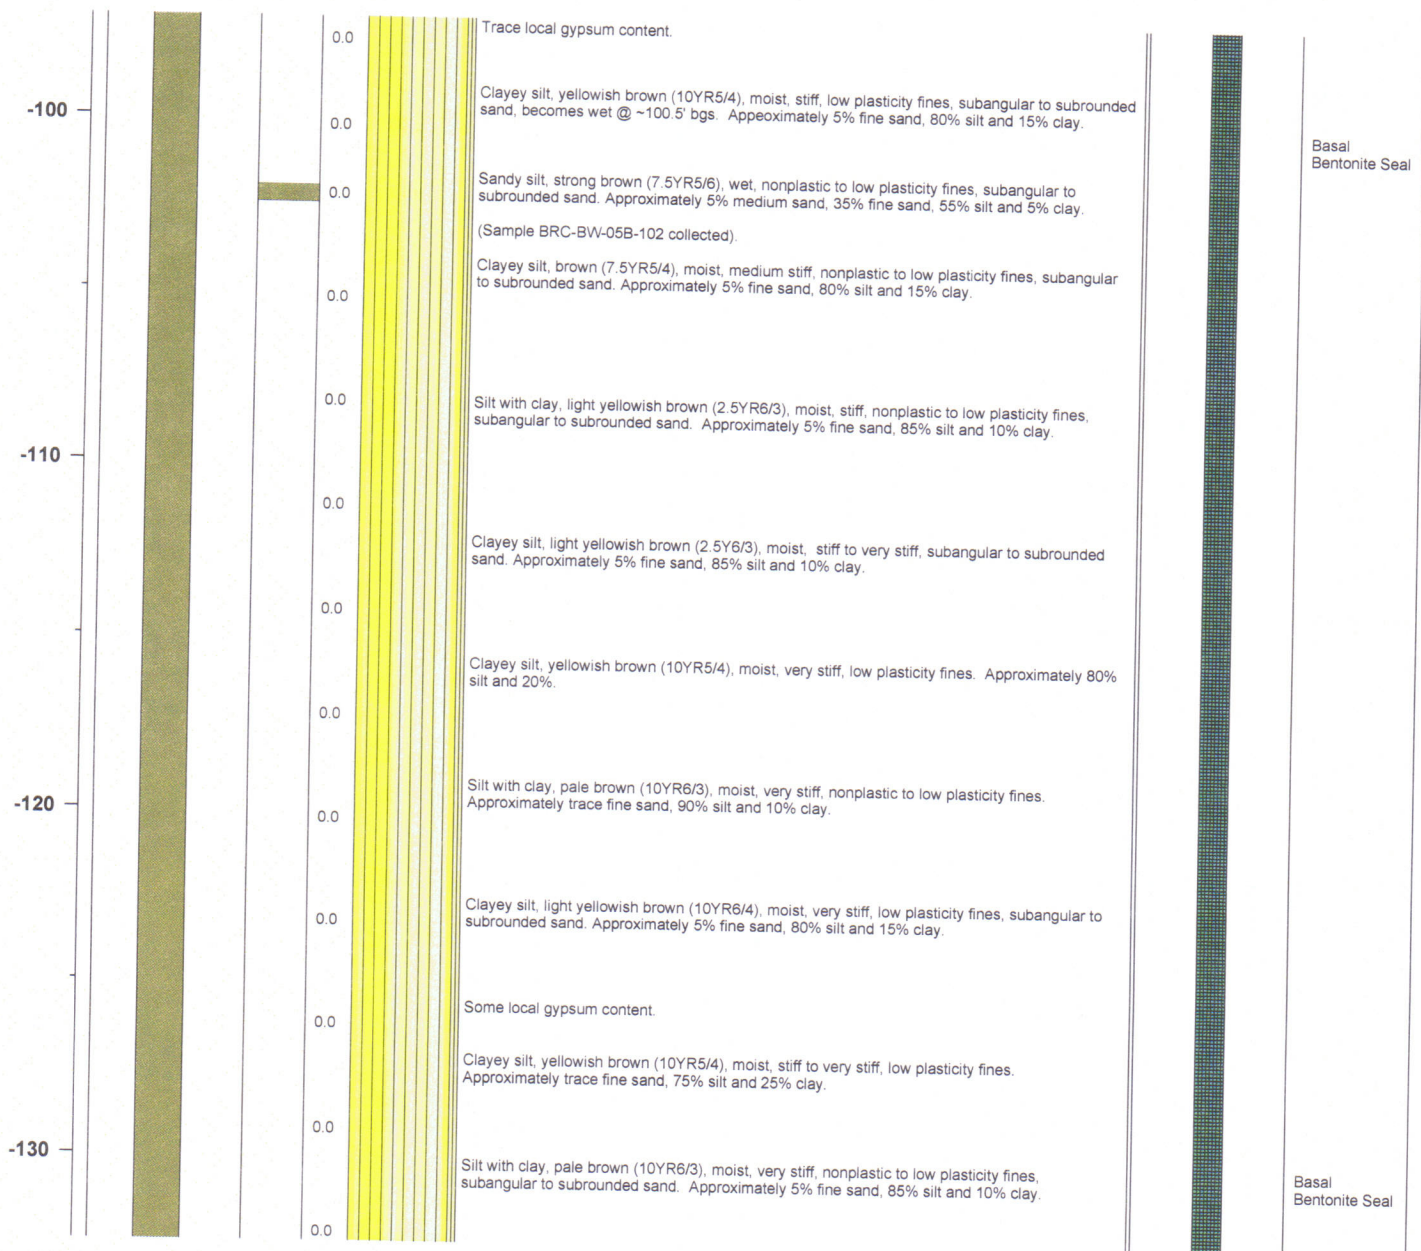 0.0
Trace local gypsum content.
-100
Clayey silt, yellowish brown (10YR5/4), moist, stiff, low plasticity fines, subangular to subrounded
sand, becomes wet @ ~100.5' bgs.  Appeoximately 5% fine sand, 80% silt and 15% clay.
0.0
Basal
Bentonite Seal
0.0
Sandy silt, strong brown (7.5YR5/6), wet, nonplastic to low plasticity fines, subangular to
subrounded sand. Approximately 5% medium sand, 35% fine sand, 55% silt and 5% clay.
(Sample BRC-BW-05B-102 collected).
Clayey silt, brown (7.5YR5/4), moist, medium stiff, nonplastic to low plasticity fines, subangular
to subrounded sand. Approximately 5% fine sand, 80% silt and 15% clay.
0.0
0.0
Silt with clay, light yellowish brown (2.5YR6/3), moist, stiff, nonplastic to low plasticity fines,
subangular to subrounded sand.  Approximately 5% fine sand, 85% silt and 10% clay.
-110
0.0
Clayey silt, light yellowish brown (2.5Y6/3), moist,  stiff to very stiff, subangular to subrounded
sand. Approximately 5% fine sand, 85% silt and 10% clay.
0.0
Clayey silt, yellowish brown (10YR5/4), moist, very stiff, low plasticity fines.  Approximately 80%
silt and 20%.
0.0
Silt with clay, pale brown (10YR6/3), moist, very stiff, nonplastic to low plasticity fines.
Approximately trace fine sand, 90% silt and 10% clay.
-120
0.0
Clayey silt, light yellowish brown (10YR6/4), moist, very stiff, low plasticity fines, subangular to
subrounded sand. Approximately 5% fine sand, 80% silt and 15% clay.
0.0
Some local gypsum content.
0.0
Clayey silt, yellowish brown (10YR5/4), moist, stiff to very stiff, low plasticity fines.
Approximately trace fine sand, 75% silt and 25% clay.
0.0
-130
Silt with clay, pale brown (10YR6/3), moist, very stiff, nonplastic to low plasticity fines,
subangular to subrounded sand.  Approximately 5% fine sand, 85% silt and 10% clay.
Basal
Bentonite Seal
0.0